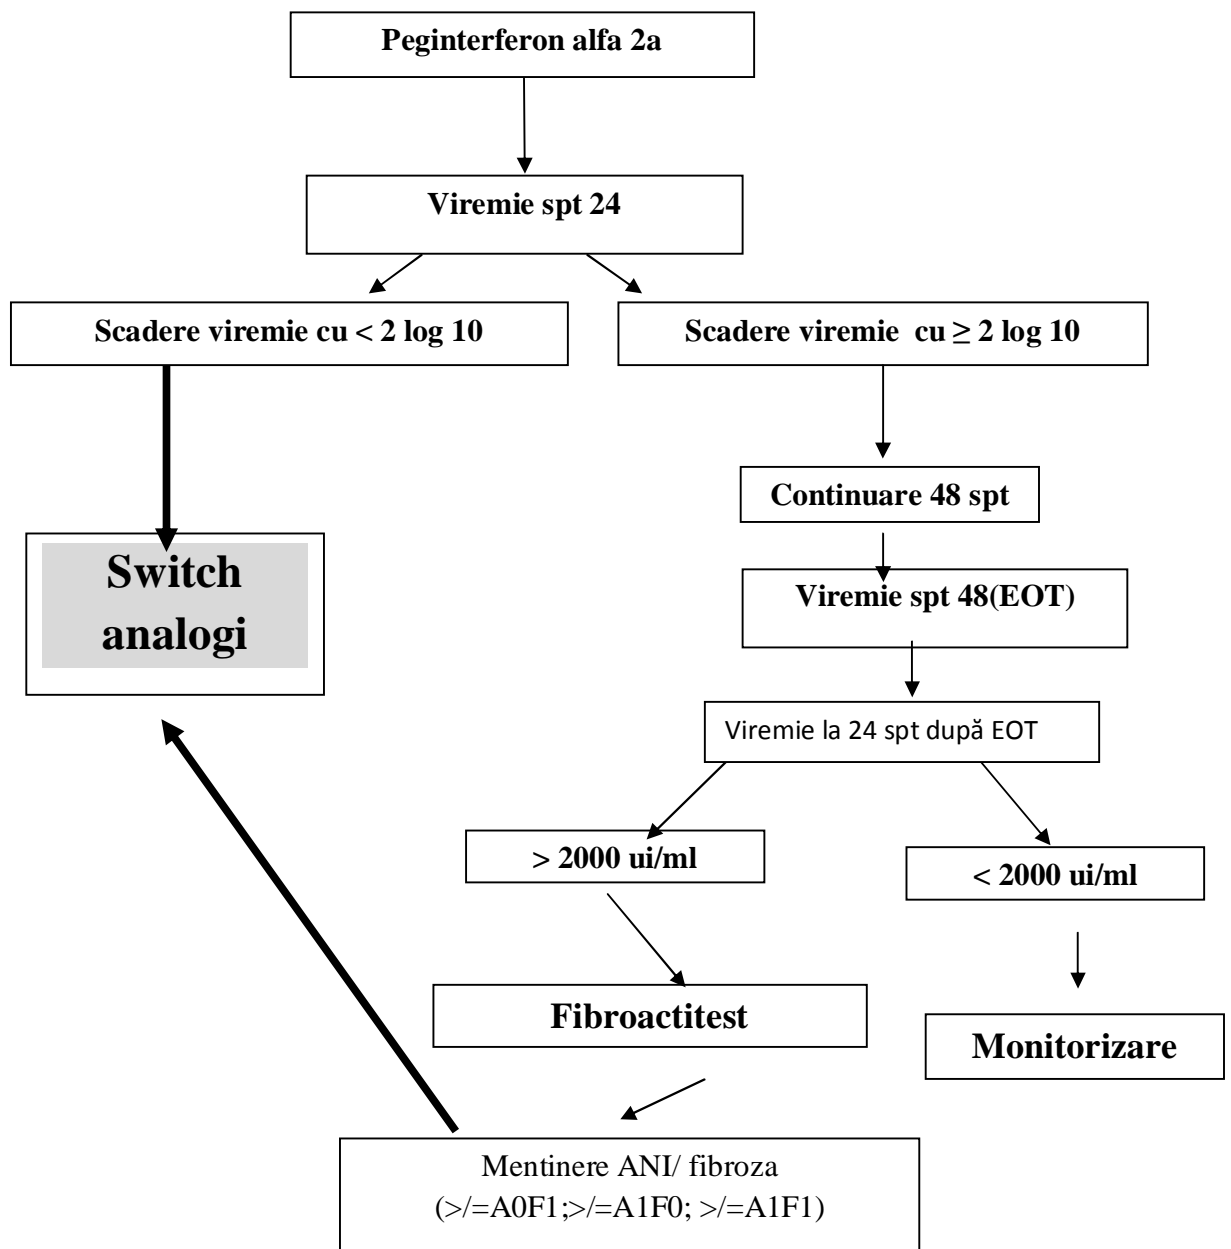 Peginterferon alfa 2a
Viremie spt 24
Scadere viremie cu < 2 log 10
Scadere viremie  cu ≥ 2 log 10
Continuare 48 spt
Switch
analogi
Viremie spt 48(EOT)
Viremie la 24 spt după EOT
> 2000 ui/ml
< 2000 ui/ml
Fibroactitest
Monitorizare
Mentinere ANI/ fibroza
(>/=A0F1;>/=A1F0; >/=A1F1)